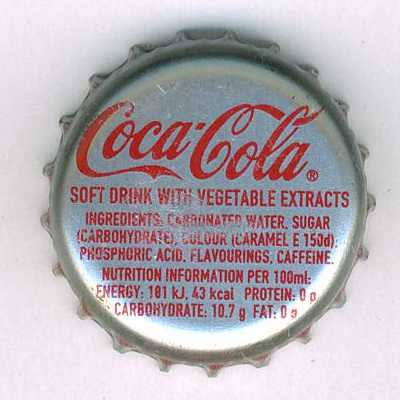 Coca-Cola®
SOFT DRINK WITH VEGETABLE EXTRACTS
INGREDIENTS: CARBONATED WATER, SUGAR
(CARBOHYDRATE), COLOUR (CARAMEL E 150d),
PHOSPHORIC ACID, FLAVOURINGS, CAFFEINE.
NUTRITION INFORMATION PER 100ml:
ENERGY: 181 kJ, 43 kcal PROTEIN: 0 g
CARBOHYDRATE: 10.7 g FAT: 0 g